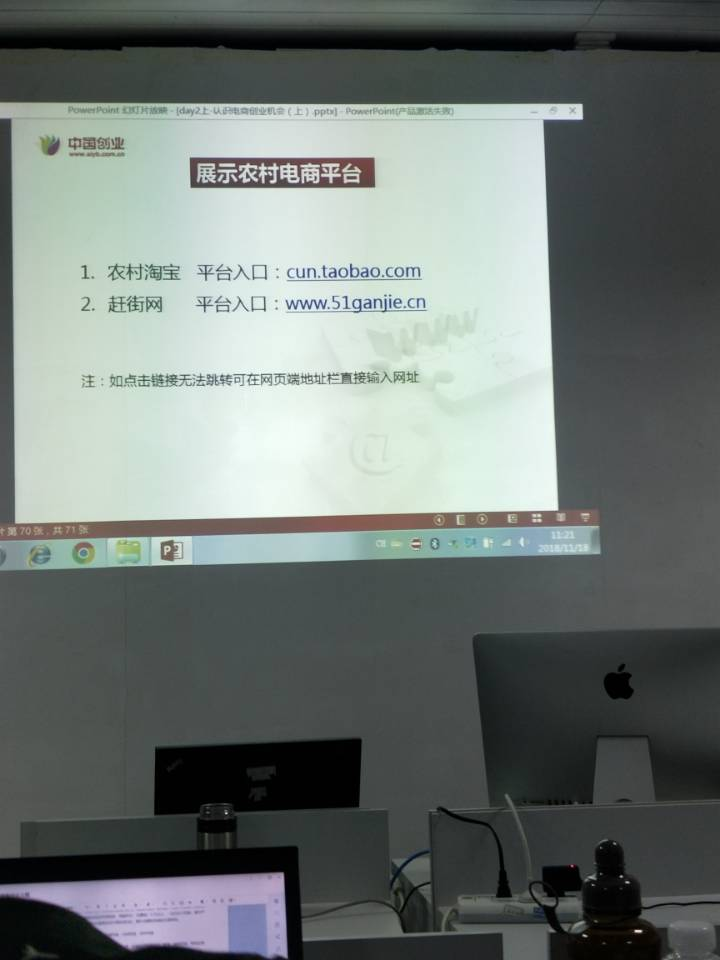 PowerPoint 幻灯片放映 - [day2上-认识电商创业机会（上）.pptx] - PowerPoint(产品激活失败)
中国创业
www.siyb.com.cn
展示农村电商平台
1. 农村淘宝 平台入口：cun.taobao.com
2. 赶街网 平台入口：www.51ganjie.cn
注：如点击链接无法跳转可在网页端地址栏直接输入网址
第 70 张，共 71 张
CH
11:21
2018/11/18